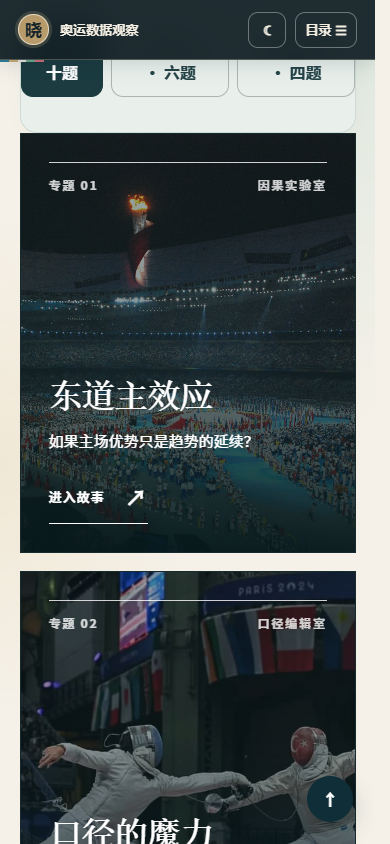 晓 奥运数据观察 目录
十题 · 六题 · 四题
专题 01 因果实验室
东道主效应
如果主场优势只是趋势的延续？
进入故事
PARIS 2024
专题 02 口径编辑室
口径的魔力